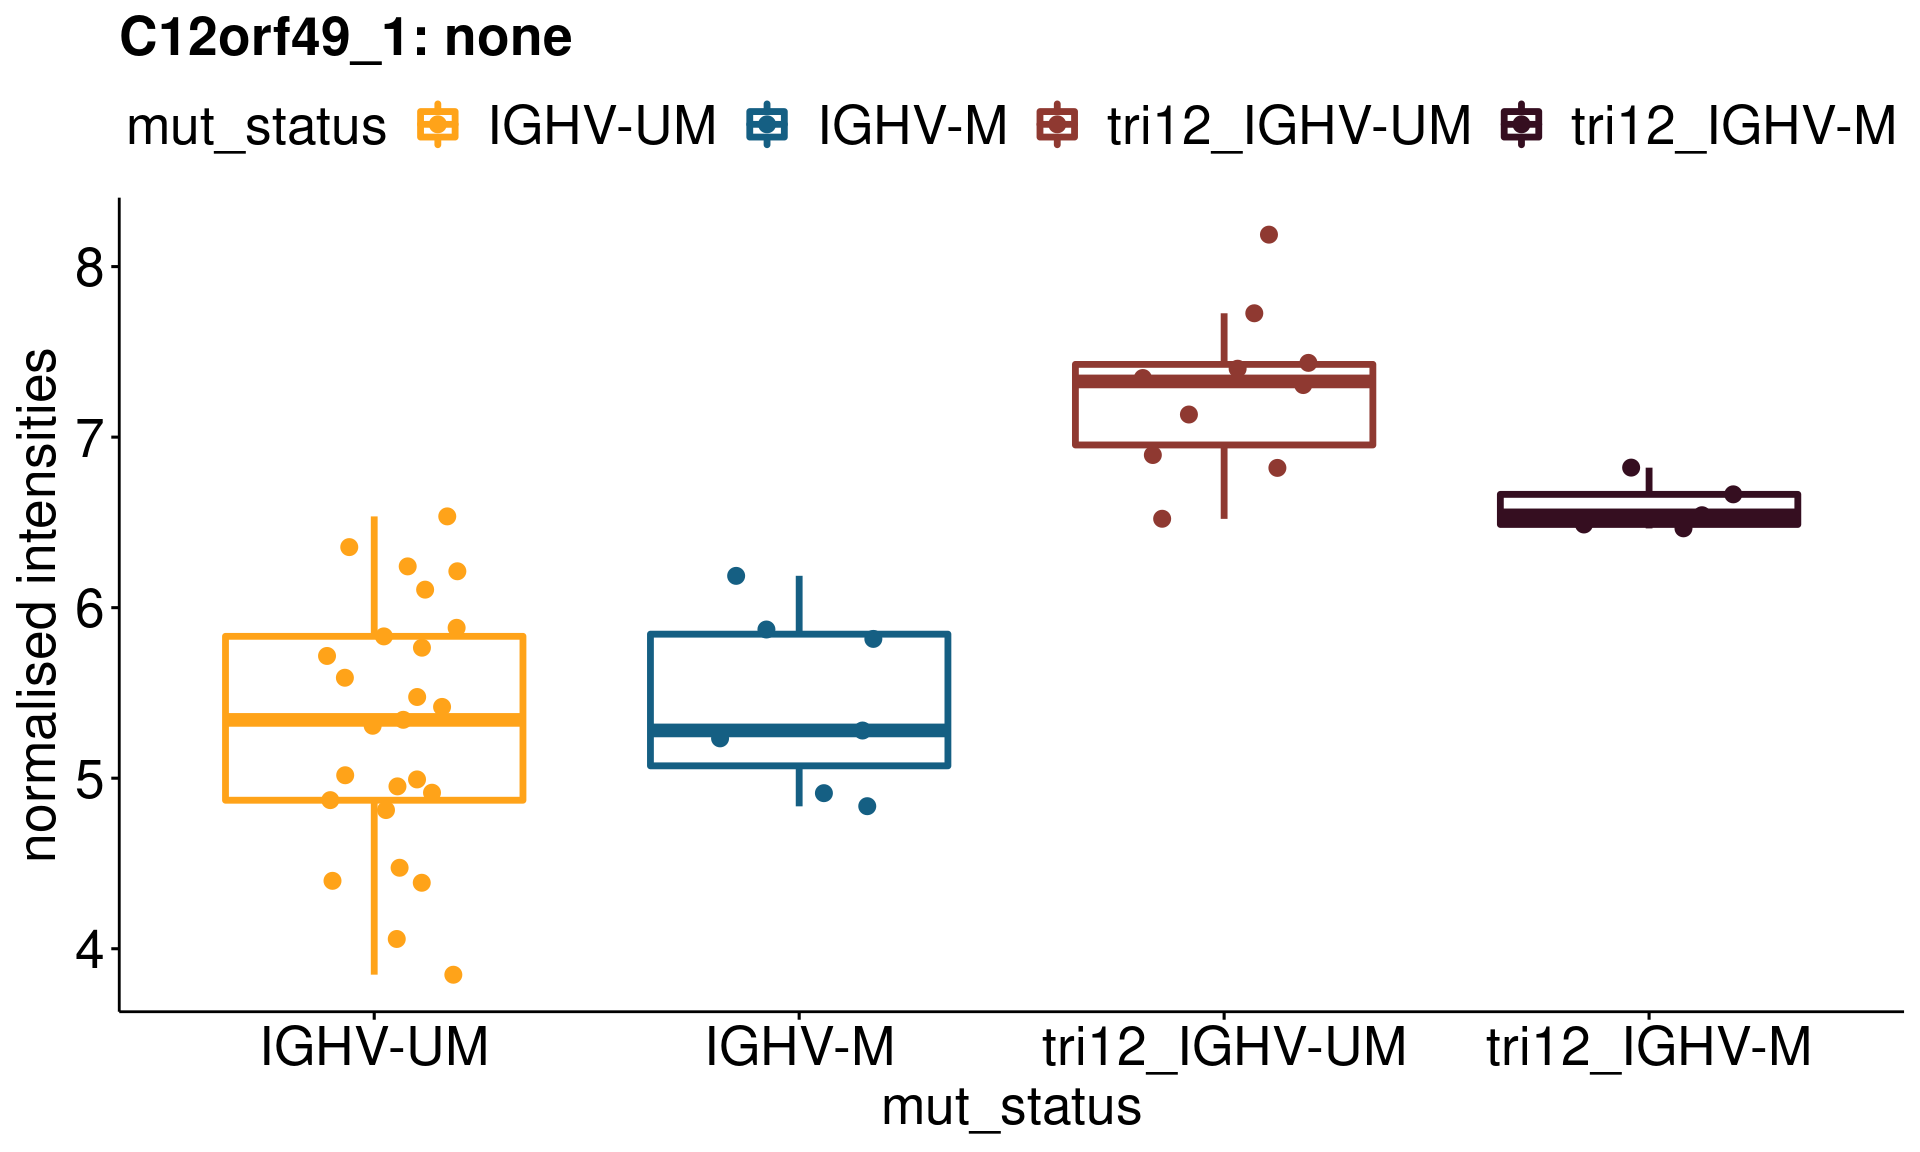 C12orf49_1: none
mut_status IGHV-UM IGHV-M tri12_IGHV-UM tri12_IGHV-M
8
7
6
5
4
normalised intensities
IGHV-UM IGHV-M tri12_IGHV-UM tri12_IGHV-M
mut_status